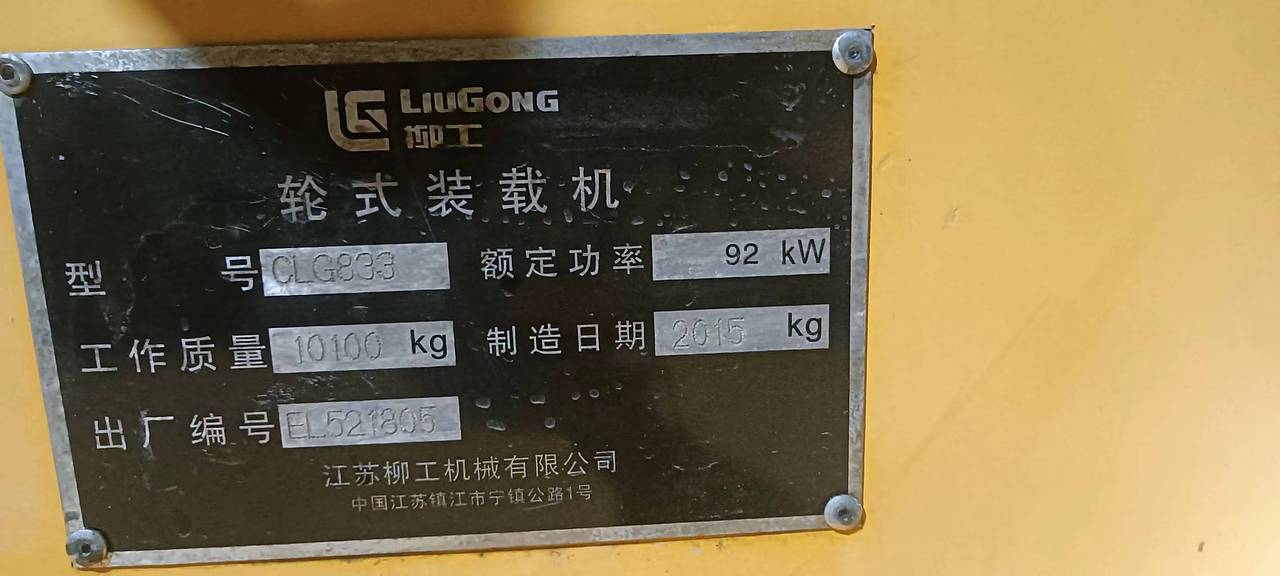 LG LIUGONG
柳工
轮式装载机
型号 CLG833 额定功率 92 kW
工作质量 10100 kg 制造日期 2015 kg
出厂编号 EL521805
江苏柳工机械有限公司
中国江苏镇江市宁镇公路1号